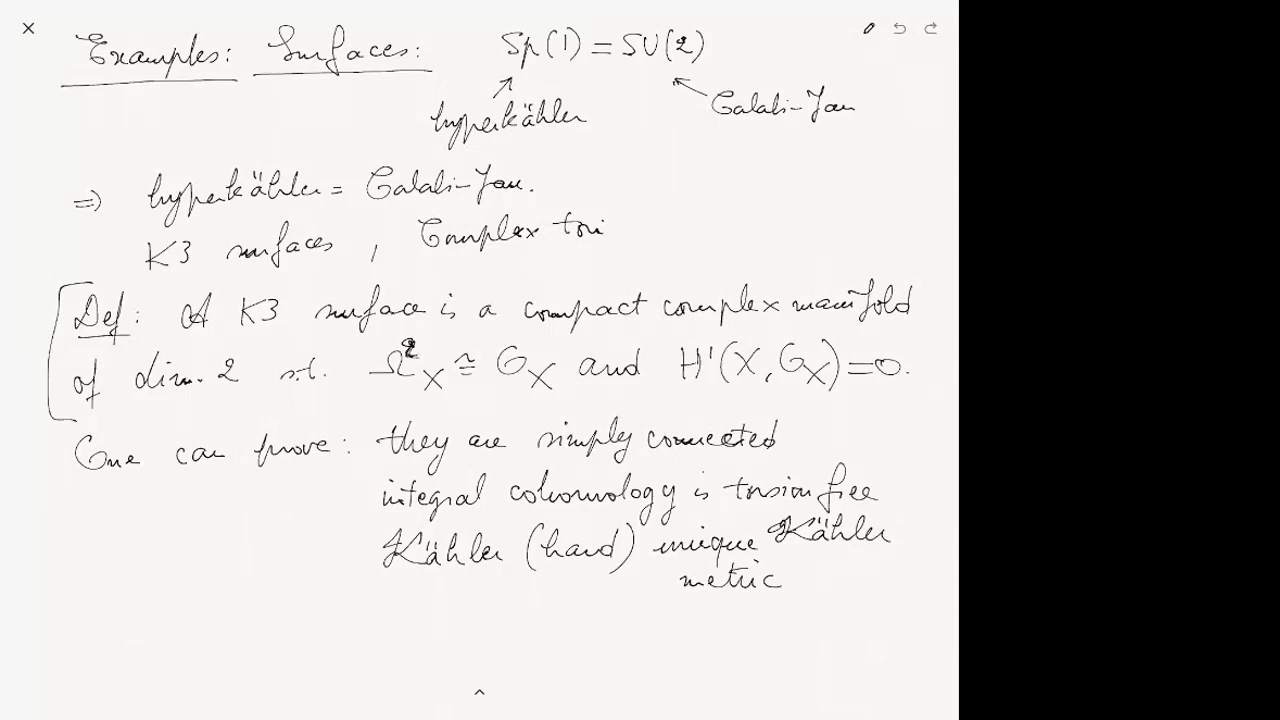 Examples: Surfaces: Sp(1) = SU(2)
hyperkähler Calabi-Yau
⇒ hyperkähler = Calabi-Yau.
K3 surfaces, Complex tori
Def: A K3 surface is a compact complex manifold
of dim. 2 s.t. Ω²_X ≅ O_X and H¹(X, O_X) = 0.
One can prove: they are simply connected
integral cohomology is torsion free
Kähler (hard) unique Kähler
metric